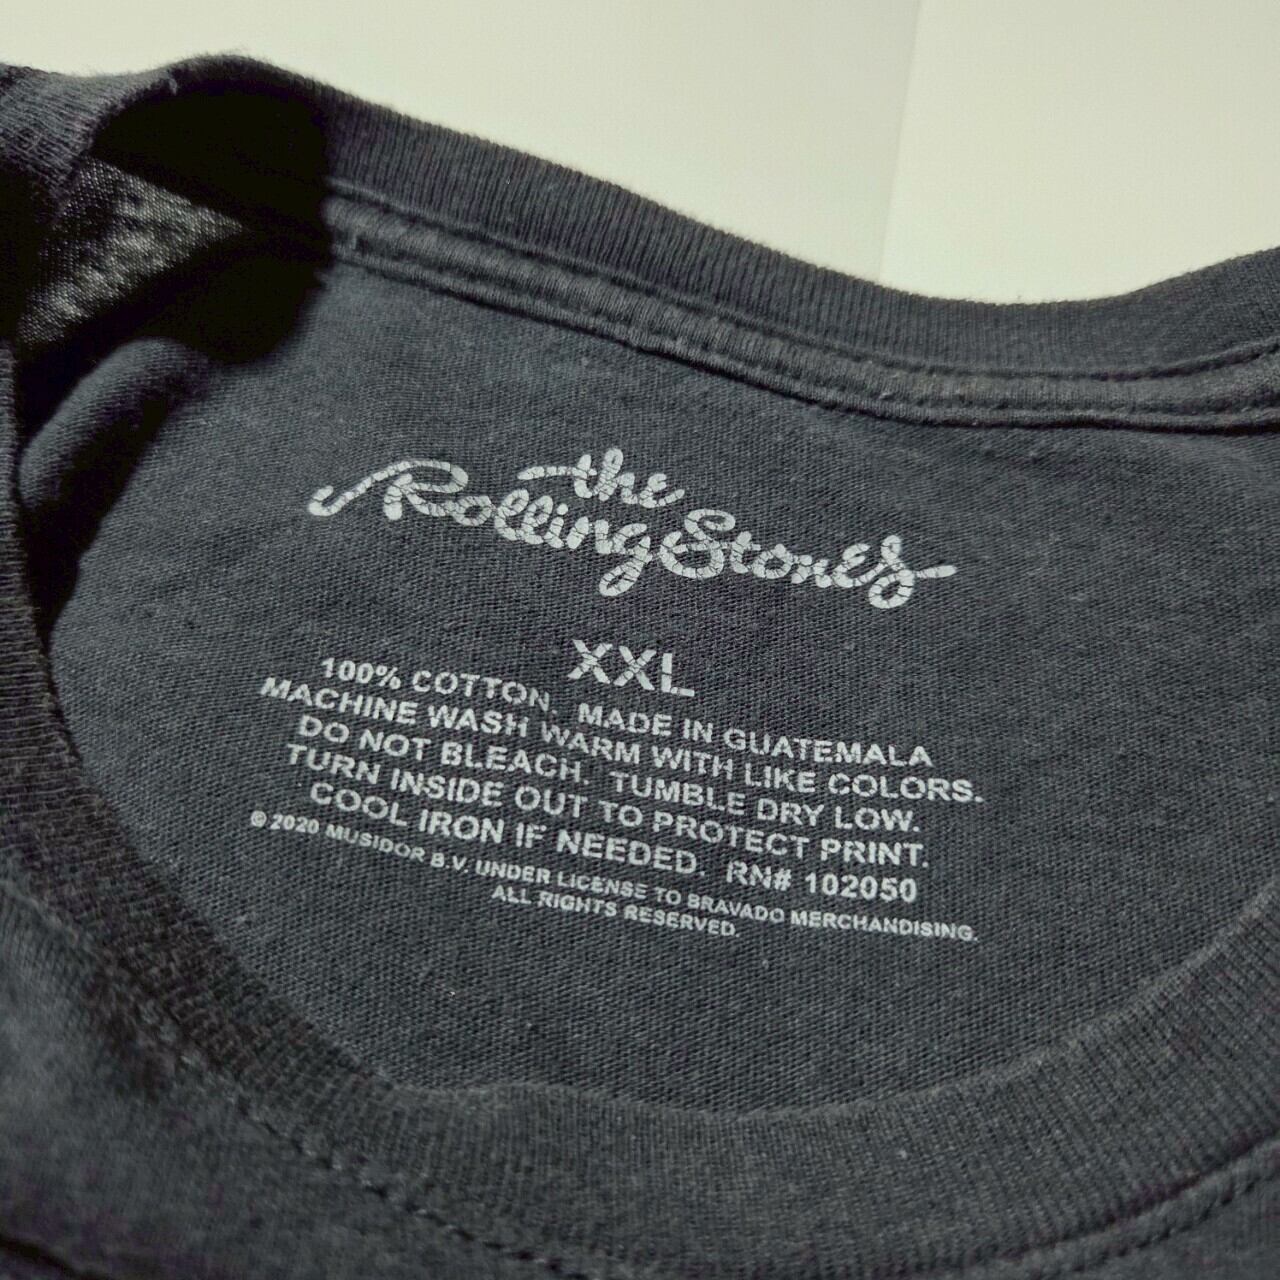 the
Rolling Stones
XXL
100% COTTON. MADE IN GUATEMALA
MACHINE WASH WARM WITH LIKE COLORS.
DO NOT BLEACH. TUMBLE DRY LOW.
TURN INSIDE OUT TO PROTECT PRINT.
COOL IRON IF NEEDED. RN# 102050
© 2020 MUSIDOR B.V. UNDER LICENSE TO BRAVADO MERCHANDISING.
ALL RIGHTS RESERVED.